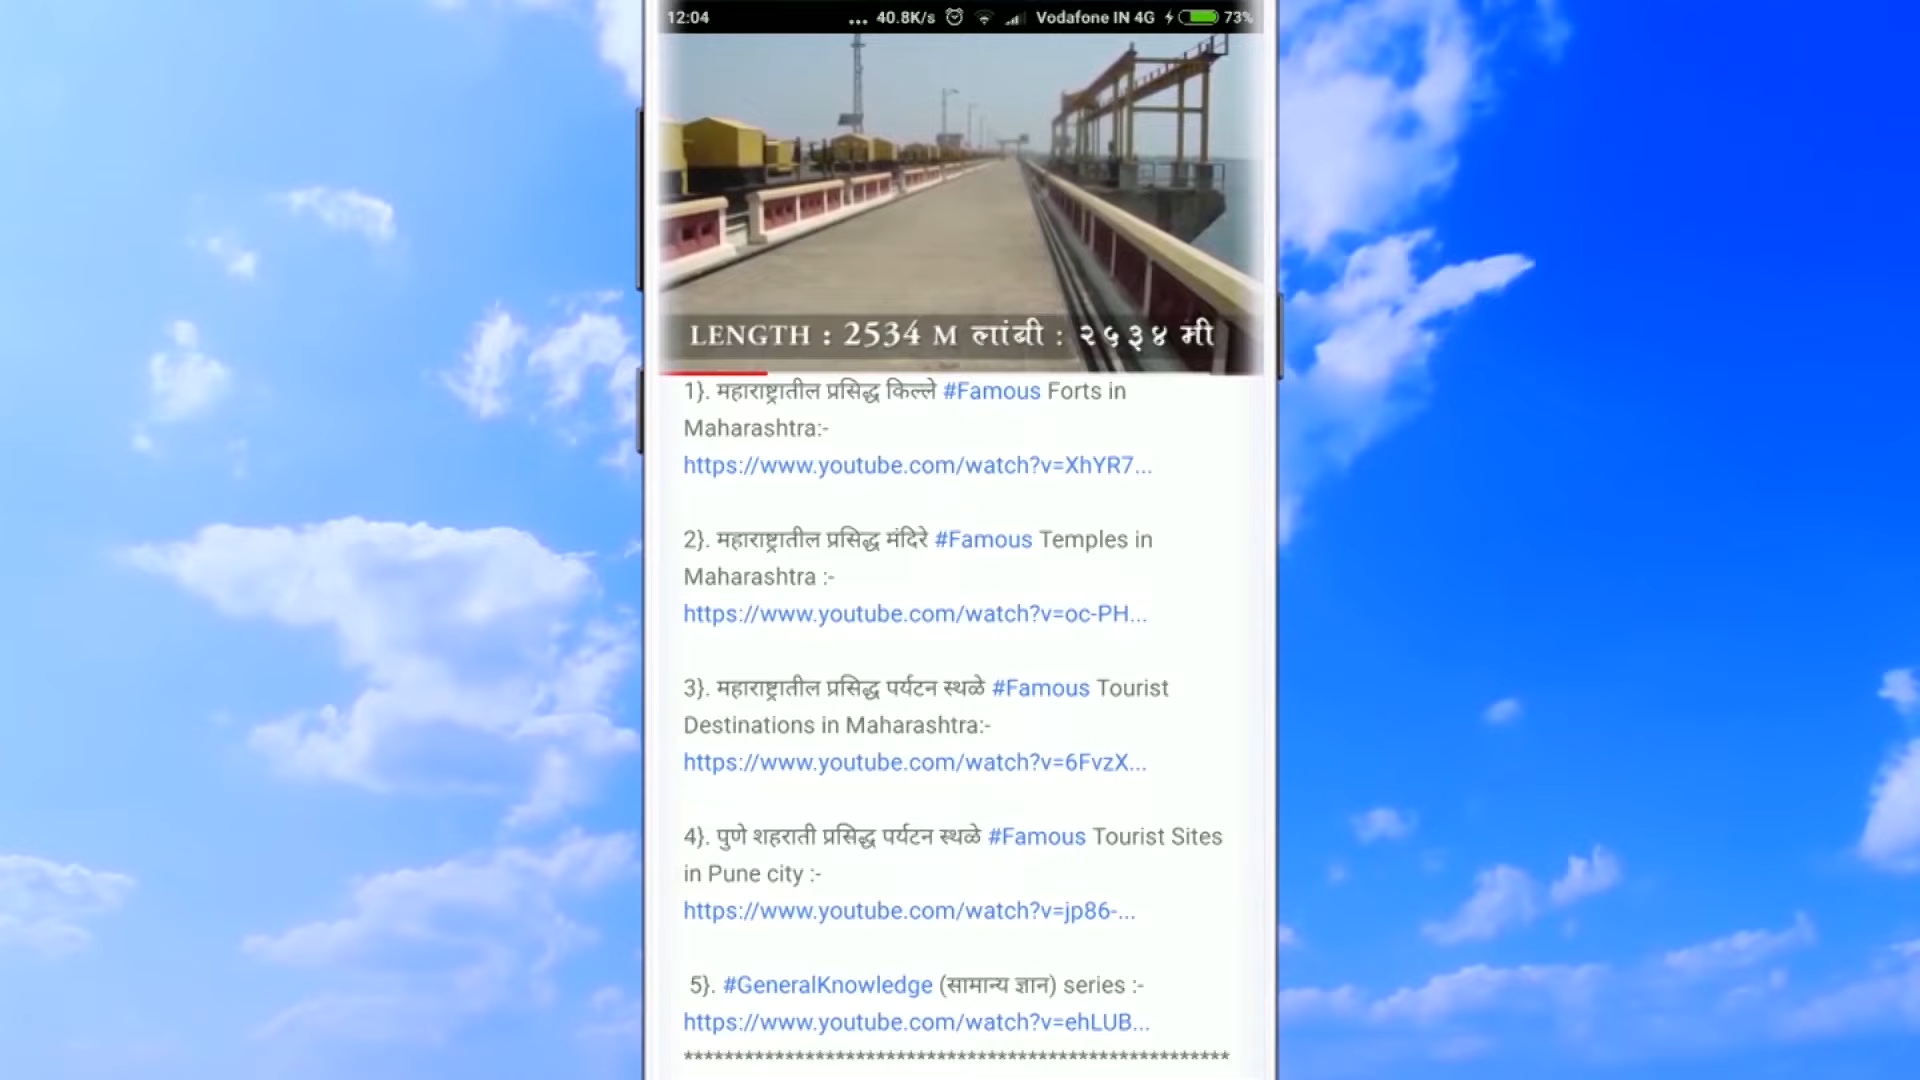 12:04 ... 40.8K/s Vodafone IN 4G 73%
LENGTH : 2534 M लांबी : २५३४ मी
1}. महाराष्ट्रातील प्रसिद्ध किल्ले #Famous Forts in
Maharashtra:-
https://www.youtube.com/watch?v=XhYR7...
2}. महाराष्ट्रातील प्रसिद्ध मंदिरे #Famous Temples in
Maharashtra :-
https://www.youtube.com/watch?v=oc-PH...
3}. महाराष्ट्रातील प्रसिद्ध पर्यटन स्थळे #Famous Tourist
Destinations in Maharashtra:-
https://www.youtube.com/watch?v=6FvzX...
4}. पुणे शहराती प्रसिद्ध पर्यटन स्थळे #Famous Tourist Sites
in Pune city :-
https://www.youtube.com/watch?v=jp86-...
5}. #GeneralKnowledge (सामान्य ज्ञान) series :-
https://www.youtube.com/watch?v=ehLUB...
******************************************************